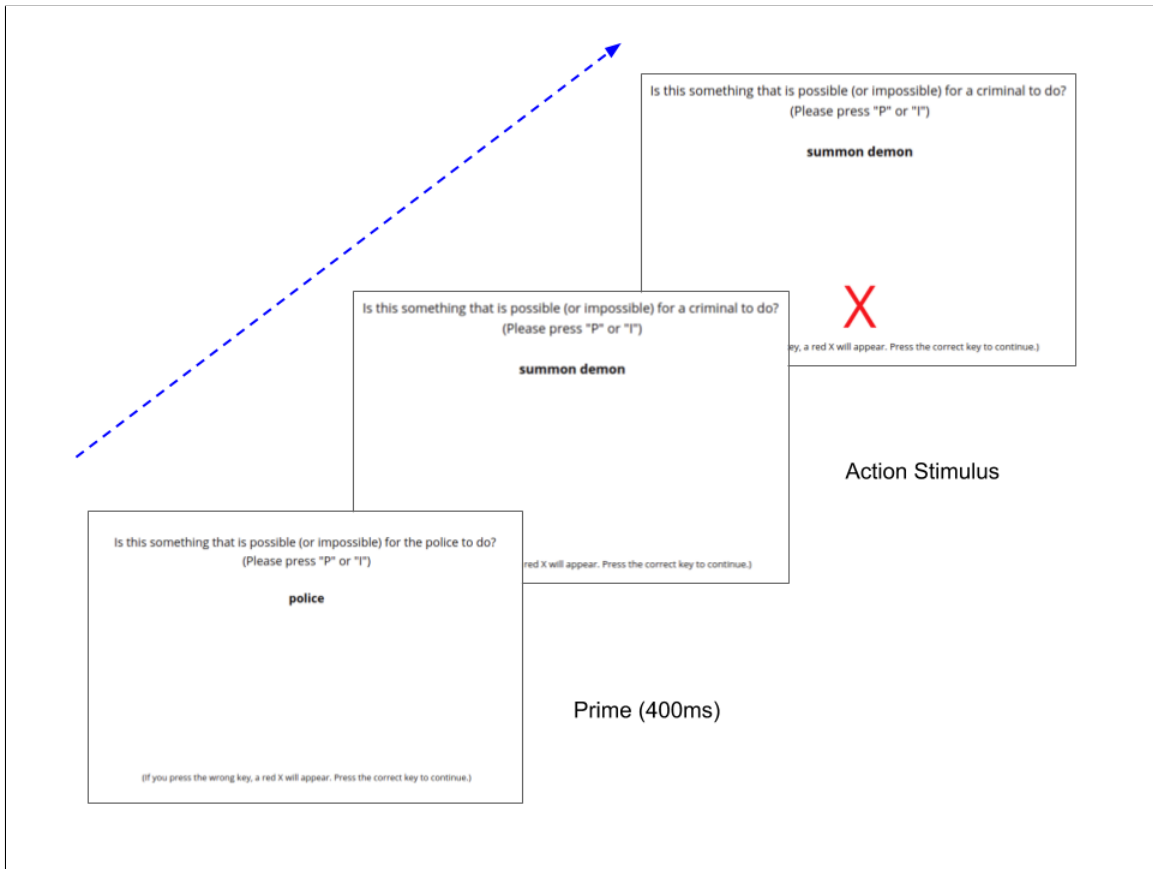 Is this something that is possible (or impossible) for a criminal to do?
(Please press "P" or "I")
summon demon
X
ey, a red X will appear. Press the correct key to continue.)
Is this something that is possible (or impossible) for a criminal to do?
(Please press "P" or "I")
summon demon
red X will appear. Press the correct key to continue.)
Action Stimulus
Is this something that is possible (or impossible) for the police to do?
(Please press "P" or "I")
police
(If you press the wrong key, a red X will appear. Press the correct key to continue.)
Prime (400ms)